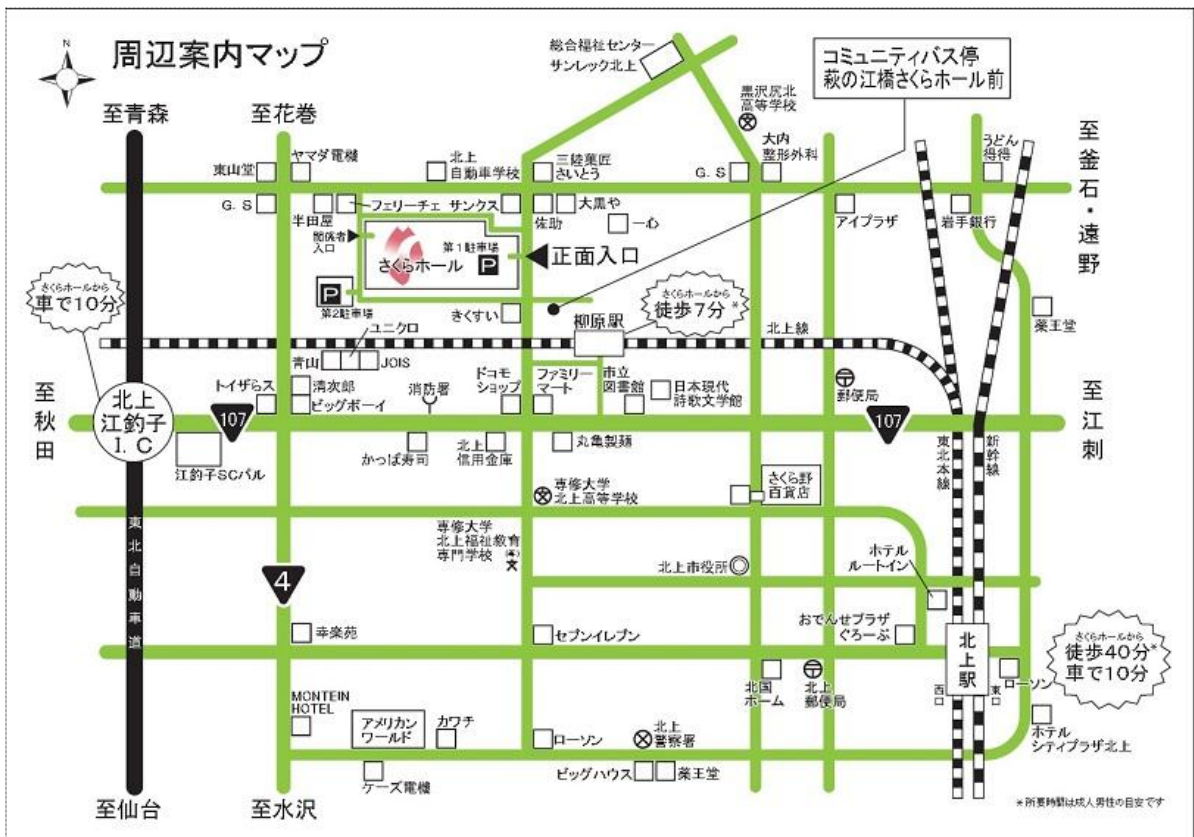 N
周辺案内マップ
総合福祉センター
サンレック北上
コミュニティバス停
萩の江橋さくらホール前
黒沢尻北
高等学校
至青森
至花巻
大内
整形外科
うどん
得得
至釜石・遠野
東山堂
ヤマダ電機
北上
自動車学校
三陸菓匠
さいとう
G.S
G.S
半田屋
フェリーチェ
サンクス
佐助
大黒や
一心
アイプラザ
岩手銀行
関係者
入口
第1駐車場
P
さくらホール
正面入口
P
第2駐車場
さくらホールから
車で10分
きくすい
さくらホールから
徒歩7分*
柳原駅
北上線
薬王堂
ユニクロ
青山
JOIS
至秋田
トイザらス
清次郎
ビッグボーイ
消防署
ドコモ
ショップ
ファミリー
マート
市立
図書館
日本現代
詩歌文学館
郵便局
至江刺
北上
江釣子
I.C
107
107
江釣子SCパル
かっぱ寿司
北上
信用金庫
丸亀製麺
東北本線
新幹線
さくら野
百貨店
専修大学
北上高等学校
東北自動車道
専修大学
北上福祉教育
専門学校
(専)
文
北上市役所
ホテル
ルートイン
4
幸楽苑
セブンイレブン
おでんせプラザ
ぐろーぶ
北上駅
西口
東口
さくらホールから
徒歩40分*
車で10分
ローソン
北国
ホーム
北上
郵便局
MONTEIN
HOTEL
アメリカン
ワールド
カワチ
ローソン
北上
警察署
ホテル
シティプラザ北上
ケーズ電機
ビッグハウス
薬王堂
至仙台
至水沢
*所要時間は成人男性の目安です